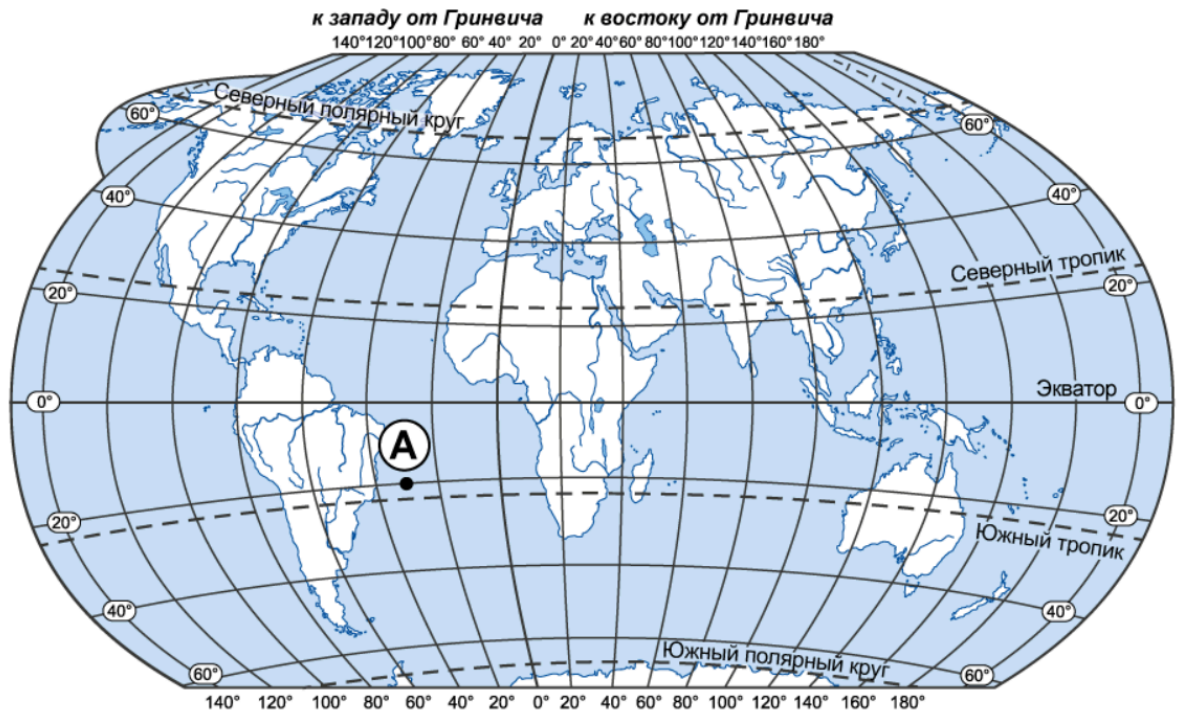 к западу от Гринвича к востоку от Гринвича
140° 120° 100° 80° 60° 40° 20° 0° 20° 40° 60° 80° 100° 120° 140° 160° 180°
Северный полярный круг
60° 60°
40° 40°
Северный тропик
20° 20°
Экватор
0° 0°
А
20° 20°
Южный тропик
40° 40°
Южный полярный круг
60° 60°
140° 120° 100° 80° 60° 40° 20° 0° 20° 40° 60° 80° 100° 120° 140° 160° 180°